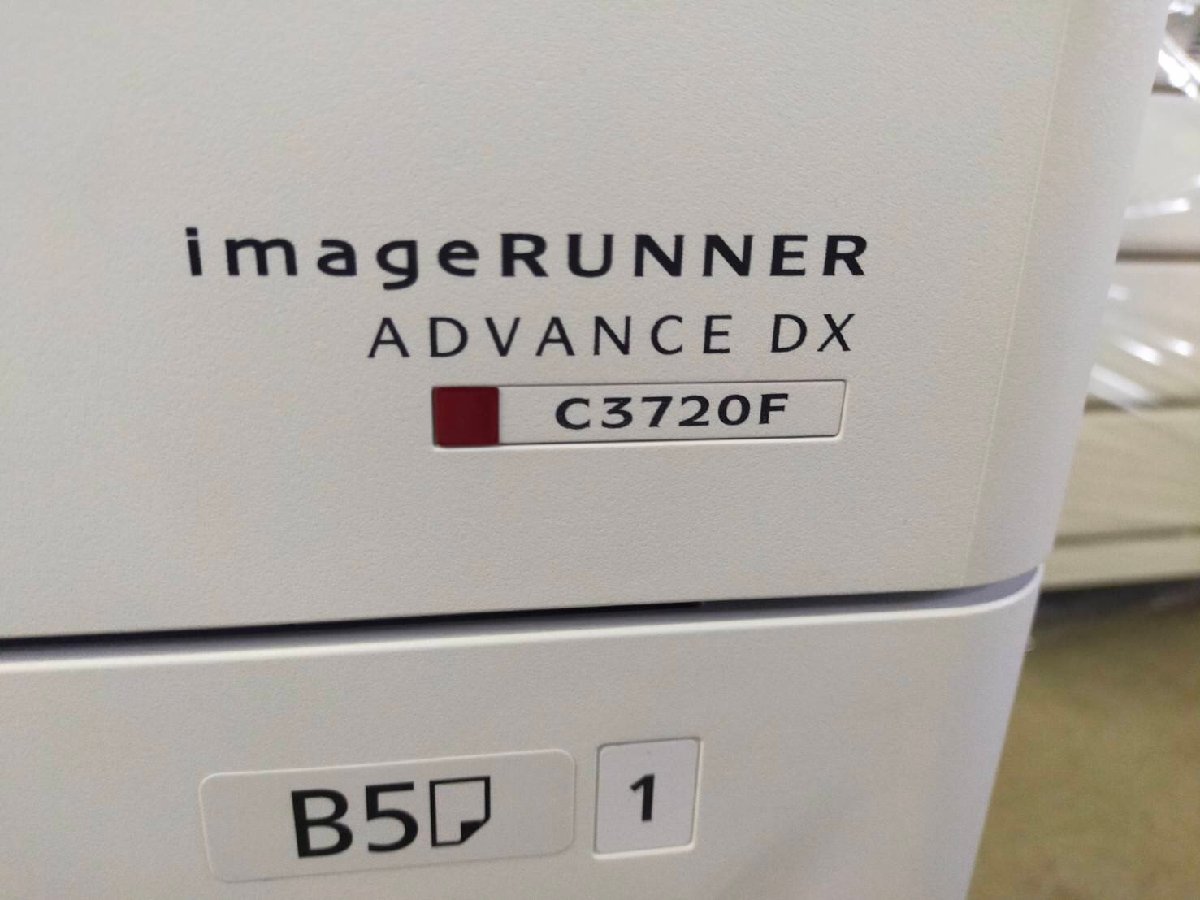 imageRUNNER
ADVANCE DX
C3720F
B5 1